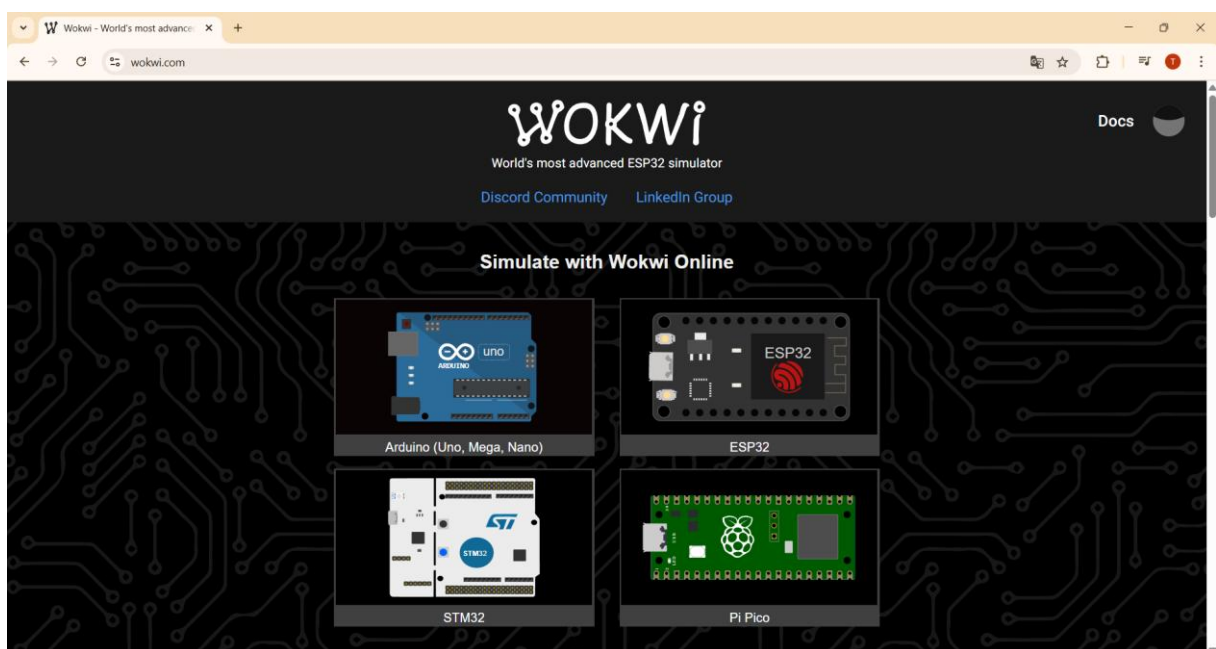 Wokwi - World's most advance
wokwi.com
T
WOKWi
Docs
World's most advanced ESP32 simulator
Discord Community LinkedIn Group
Simulate with Wokwi Online
UNO
ARDUINO
ESP32
Arduino (Uno, Mega, Nano)
ESP32
STM32
STM32
Pi Pico